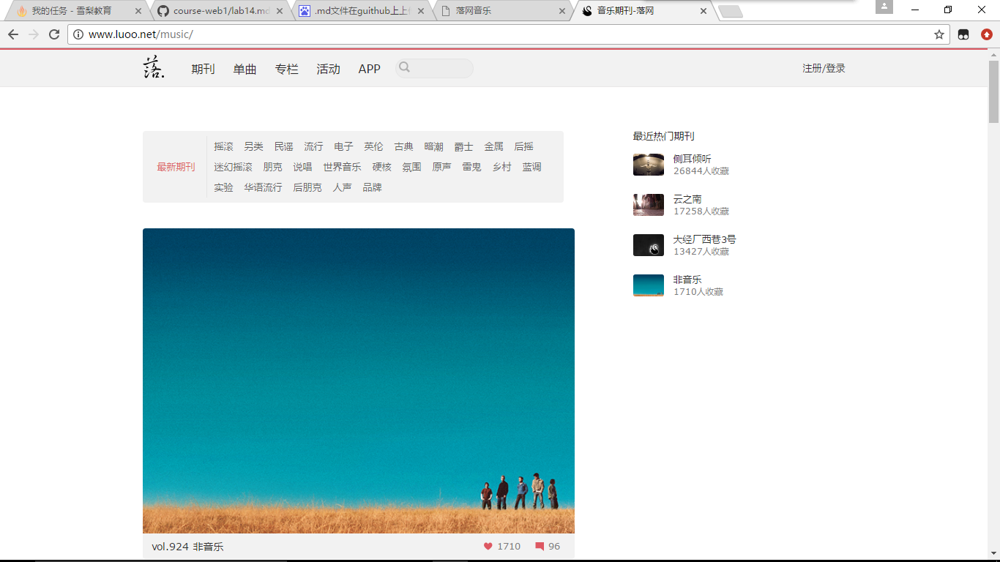 我的任务 - 雪梨教育
course-web1/lab14.md
.md文件在guithub上上
落网音乐
音乐期刊-落网
www.luoo.net/music/
落.
期刊 单曲 专栏 活动 APP
注册/登录
最新期刊
摇滚 另类 民谣 流行 电子 英伦 古典 暗潮 爵士 金属 后摇
迷幻摇滚 朋克 说唱 世界音乐 硬核 氛围 原声 雷鬼 乡村 蓝调
实验 华语流行 后朋克 人声 品牌
vol.924 非音乐
1710 96
最近热门期刊
侧耳倾听
26844人收藏
云之南
17258人收藏
大经厂西巷3号
13427人收藏
非音乐
1710人收藏